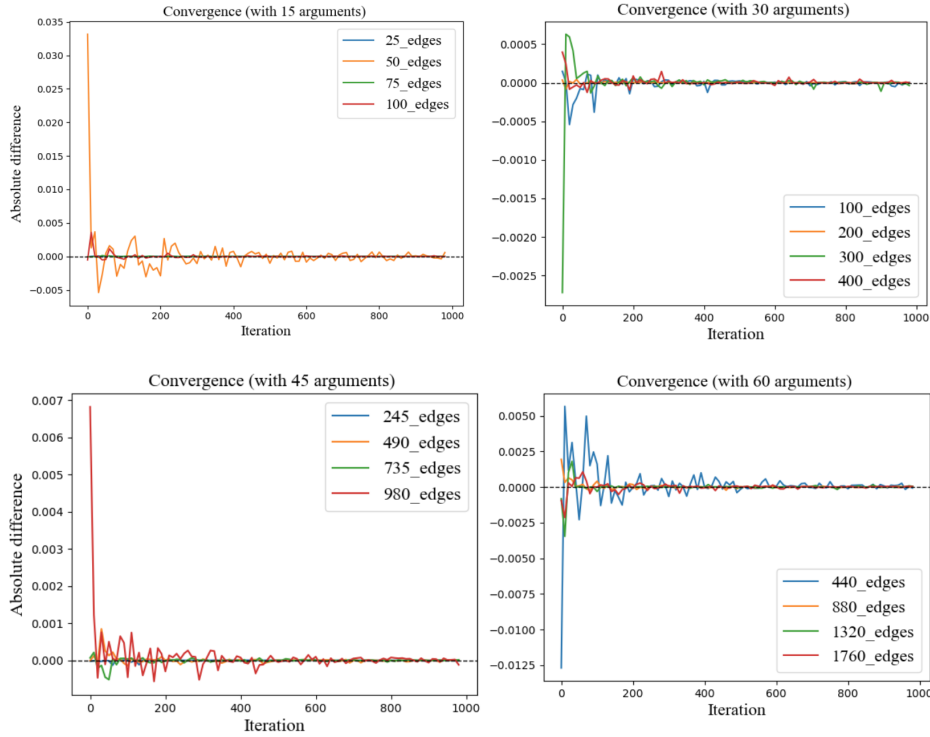 Convergence (with 15 arguments)
0.035
0.030
0.025
0.020
0.015
0.010
0.005
0.000
−0.005
Absolute difference
25_edges
50_edges
75_edges
100_edges
0
200
400
600
800
1000
Iteration
Convergence (with 30 arguments)
0.0005
0.0000
−0.0005
−0.0010
−0.0015
−0.0020
−0.0025
100_edges
200_edges
300_edges
400_edges
0
200
400
600
800
1000
Iteration
Convergence (with 45 arguments)
0.007
0.006
0.005
0.004
0.003
0.002
0.001
0.000
Absolute difference
245_edges
490_edges
735_edges
980_edges
0
200
400
600
800
1000
Iteration
Convergence (with 60 arguments)
0.0050
0.0025
0.0000
−0.0025
−0.0050
−0.0075
−0.0100
−0.0125
440_edges
880_edges
1320_edges
1760_edges
0
200
400
600
800
1000
Iteration